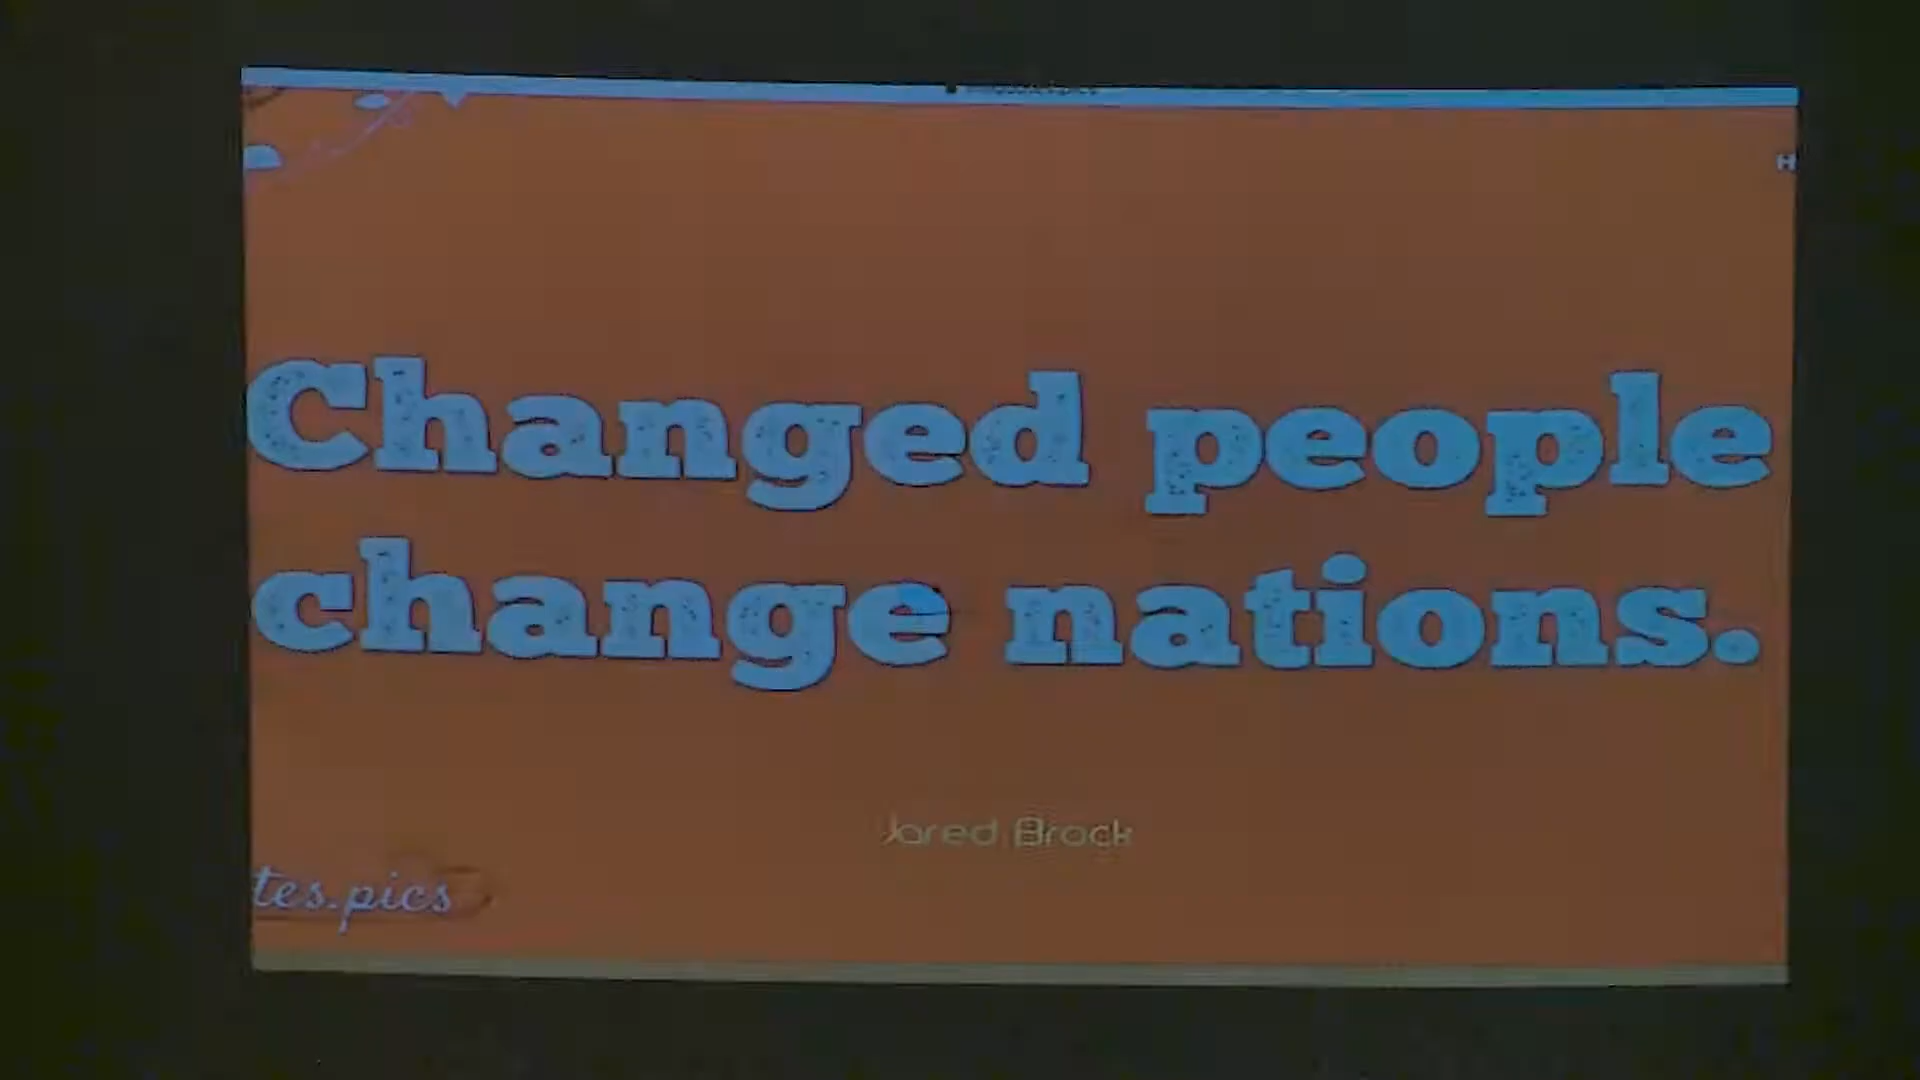 H
Changed people
change nations.
Jared Brock
tes.pics